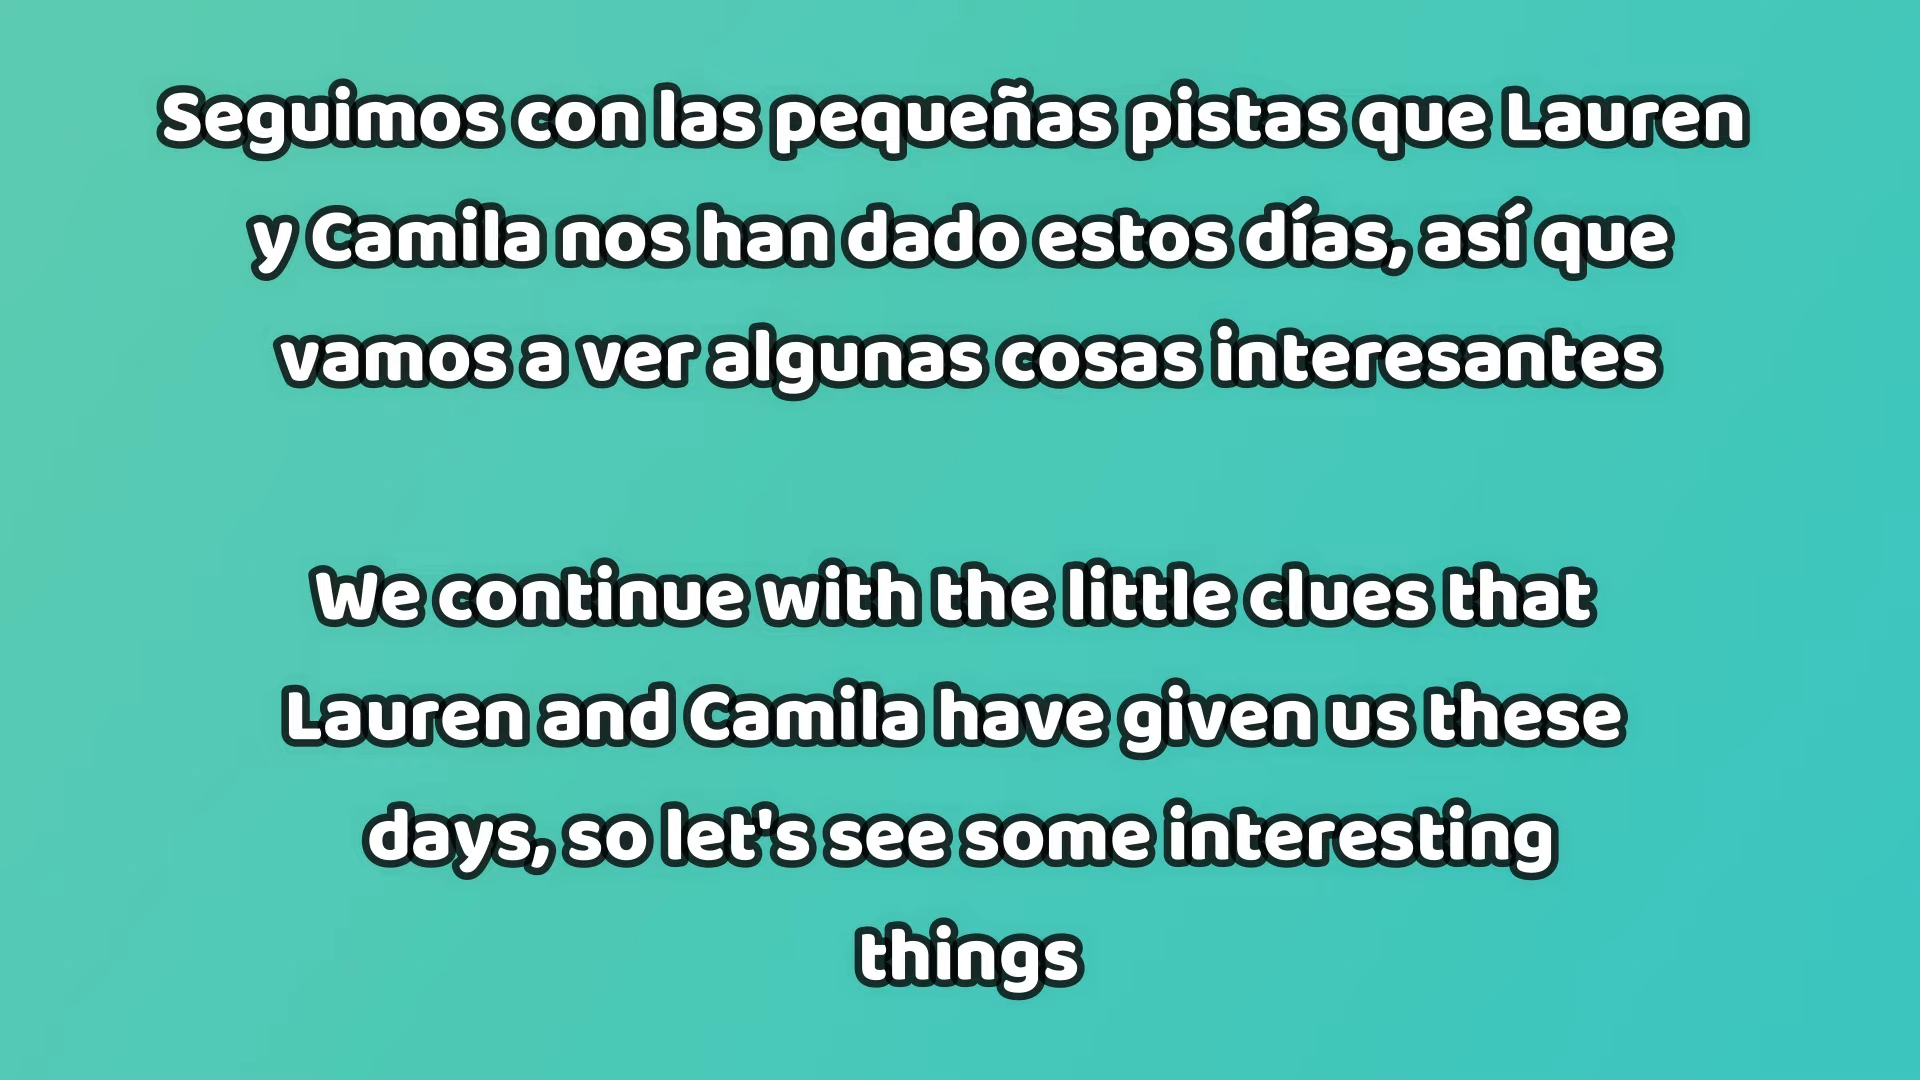 Seguimos con las pequeñas pistas que Lauren
y Camila nos han dado estos días, así que
vamos a ver algunas cosas interesantes
We continue with the little clues that
Lauren and Camila have given us these
days, so let's see some interesting
things